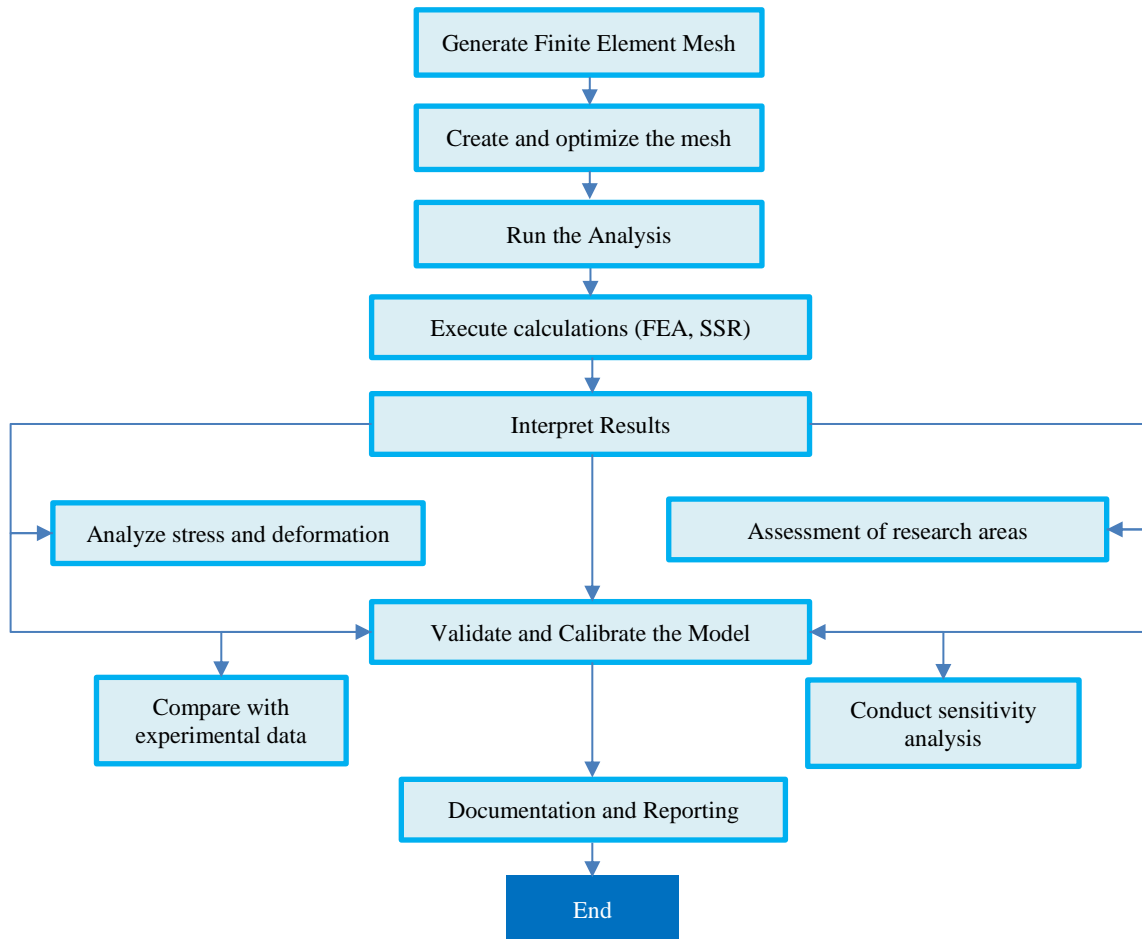 Generate Finite Element Mesh
Create and optimize the mesh
Run the Analysis
Execute calculations (FEA, SSR)
Interpret Results
Analyze stress and deformation
Assessment of research areas
Validate and Calibrate the Model
Compare with
experimental data
Conduct sensitivity
analysis
Documentation and Reporting
End